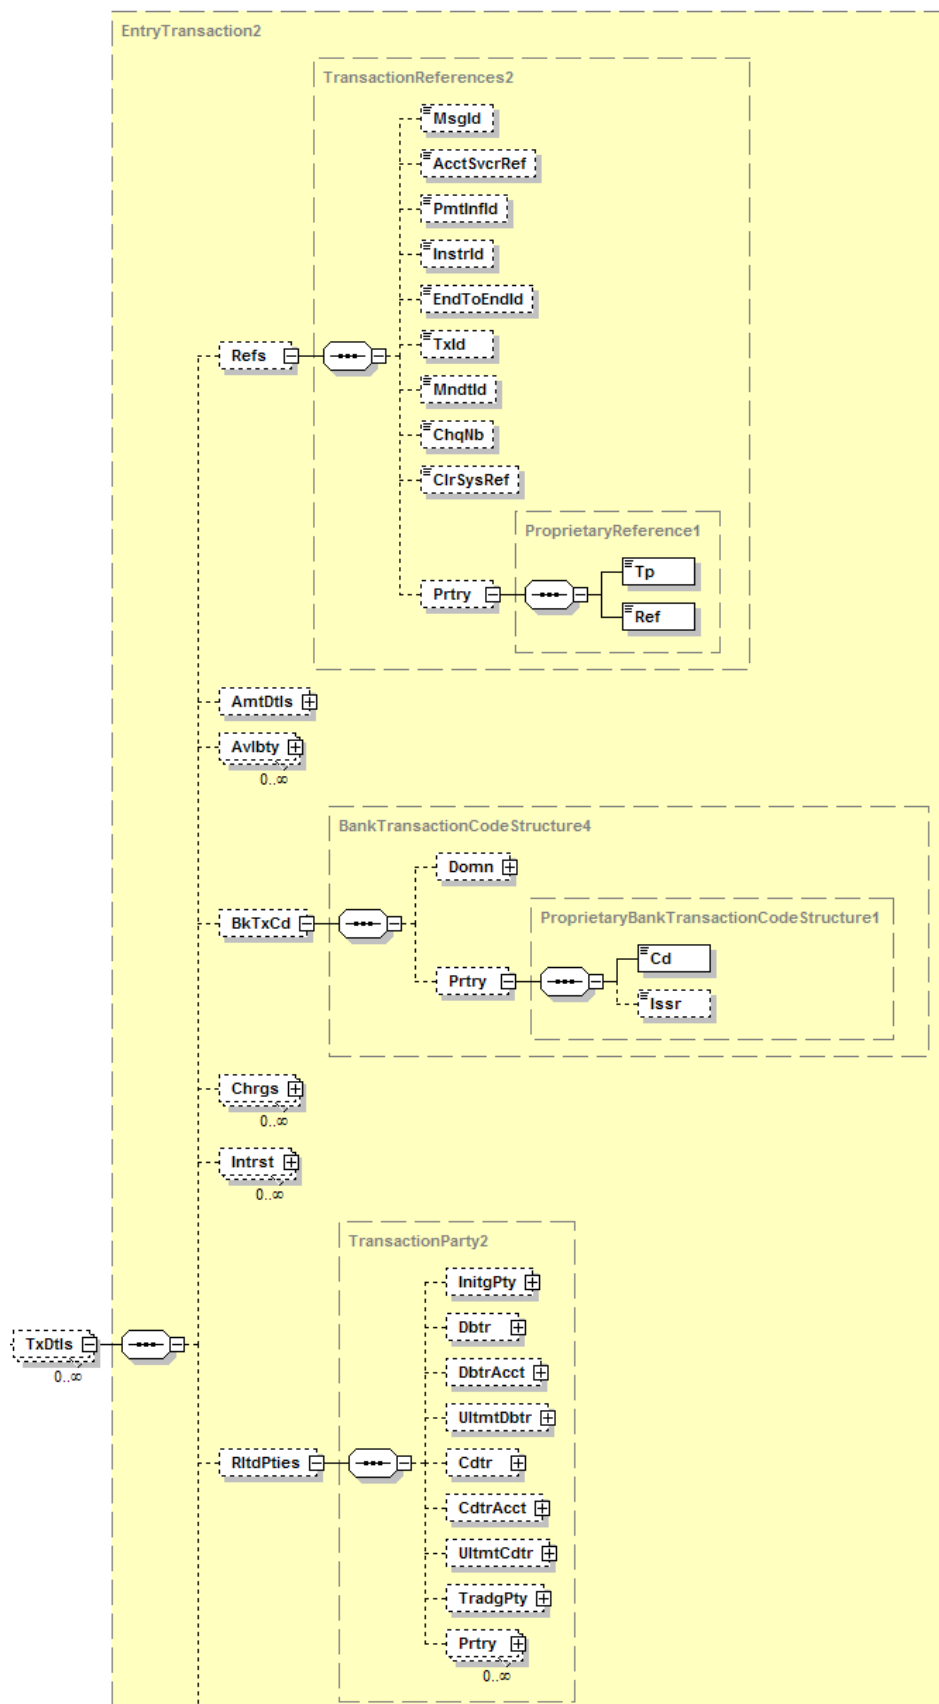 EntryTransaction2
TransactionReferences2
MsgId
AcctSvcrRef
PmtInfId
InstrId
EndToEndId
TxId
Refs
MndtId
ChqNb
ClrSysRef
ProprietaryReference1
Tp
Prtry
Ref
AmtDtls
Avlbty
0..∞
BankTransactionCodeStructure4
Domn
ProprietaryBankTransactionCodeStructure1
BkTxCd
Cd
Prtry
Issr
Chrgs
0..∞
Intrst
0..∞
TransactionParty2
InitgPty
Dbtr
TxDtls
0..∞
DbtrAcct
UltmtDbtr
RltdPties
Cdtr
CdtrAcct
UltmtCdtr
TradgPty
Prtry
0..∞